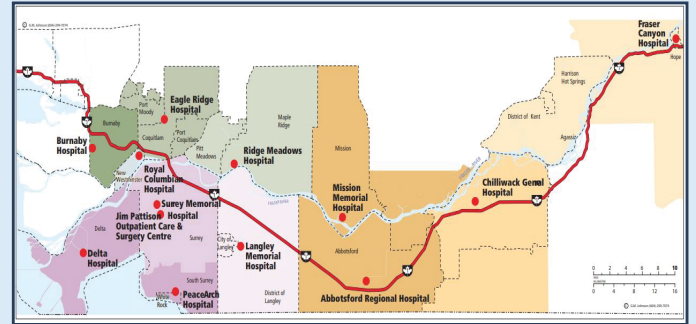 Fraser
Canyon
Hospital
Hope
Harrison
Hot Springs
District of Kent
Agassiz
Port
Moody
Eagle Ridge
Hospital
Maple
Ridge
Burnaby
Coquitlam
Port
Coquitlam
Pitt
Meadows
Mission
Burnaby
Hospital
Ridge Meadows
Hospital
New
Westminster
Royal
Columbian
Hospital
Surrey Memorial
Hospital
Jim Pattison
Outpatient Care &
Surgery Centre
Mission
Memorial
Hospital
Chilliwack General
Hospital
Delta
Surrey
City of
Langley
Langley
Memorial
Hospital
Abbotsford
Delta
Hospital
South Surrey
White
Rock
PeaceArch
Hospital
District of
Langley
Abbotsford Regional Hospital
0 2 4 6 8 10
0 4 8 12 16